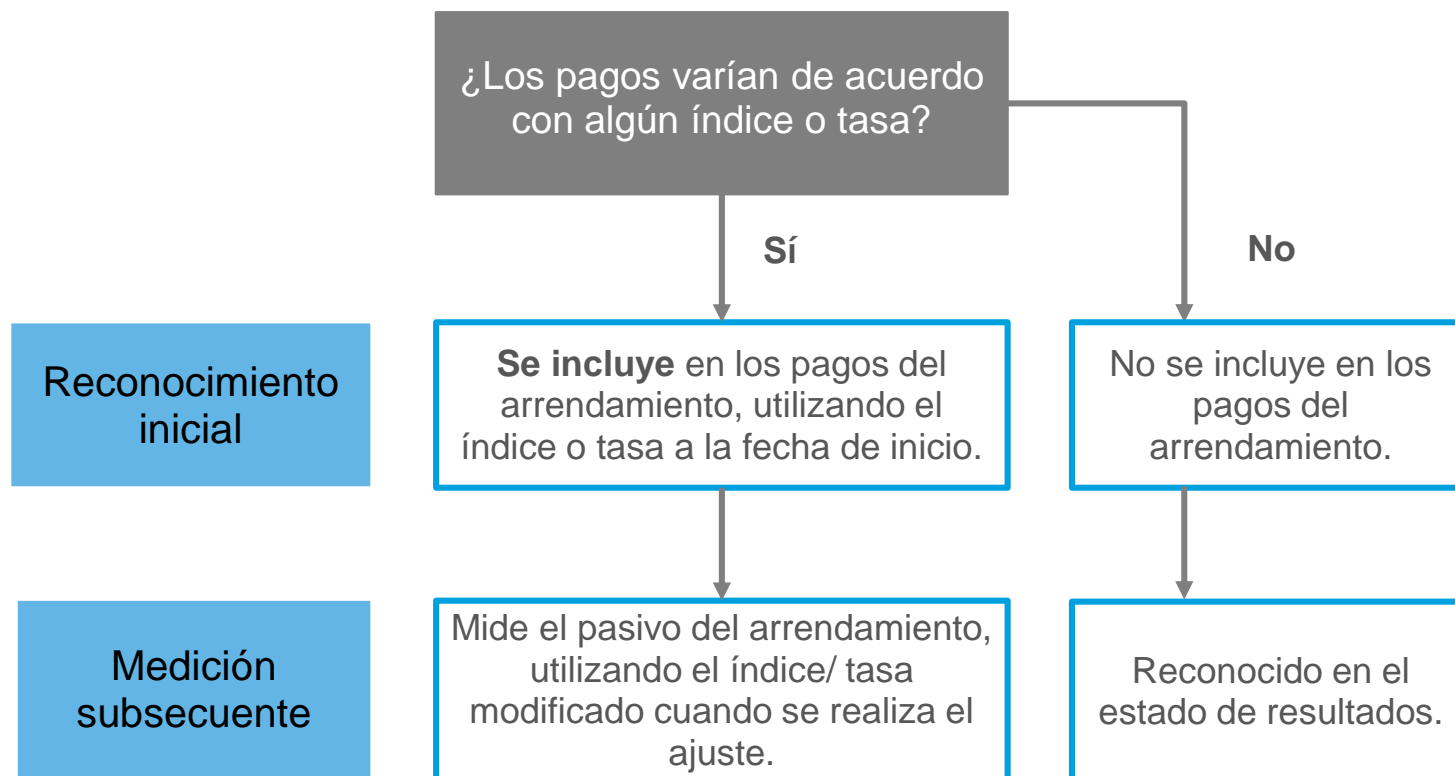 ¿Los pagos varían de acuerdo
con algún índice o tasa?
Sí
No
Reconocimiento
inicial
Se incluye en los pagos del
arrendamiento, utilizando el
índice o tasa a la fecha de inicio.
No se incluye en los
pagos del
arrendamiento.
Medición
subsecuente
Mide el pasivo del arrendamiento,
utilizando el índice/ tasa
modificado cuando se realiza el
ajuste.
Reconocido en el
estado de resultados.